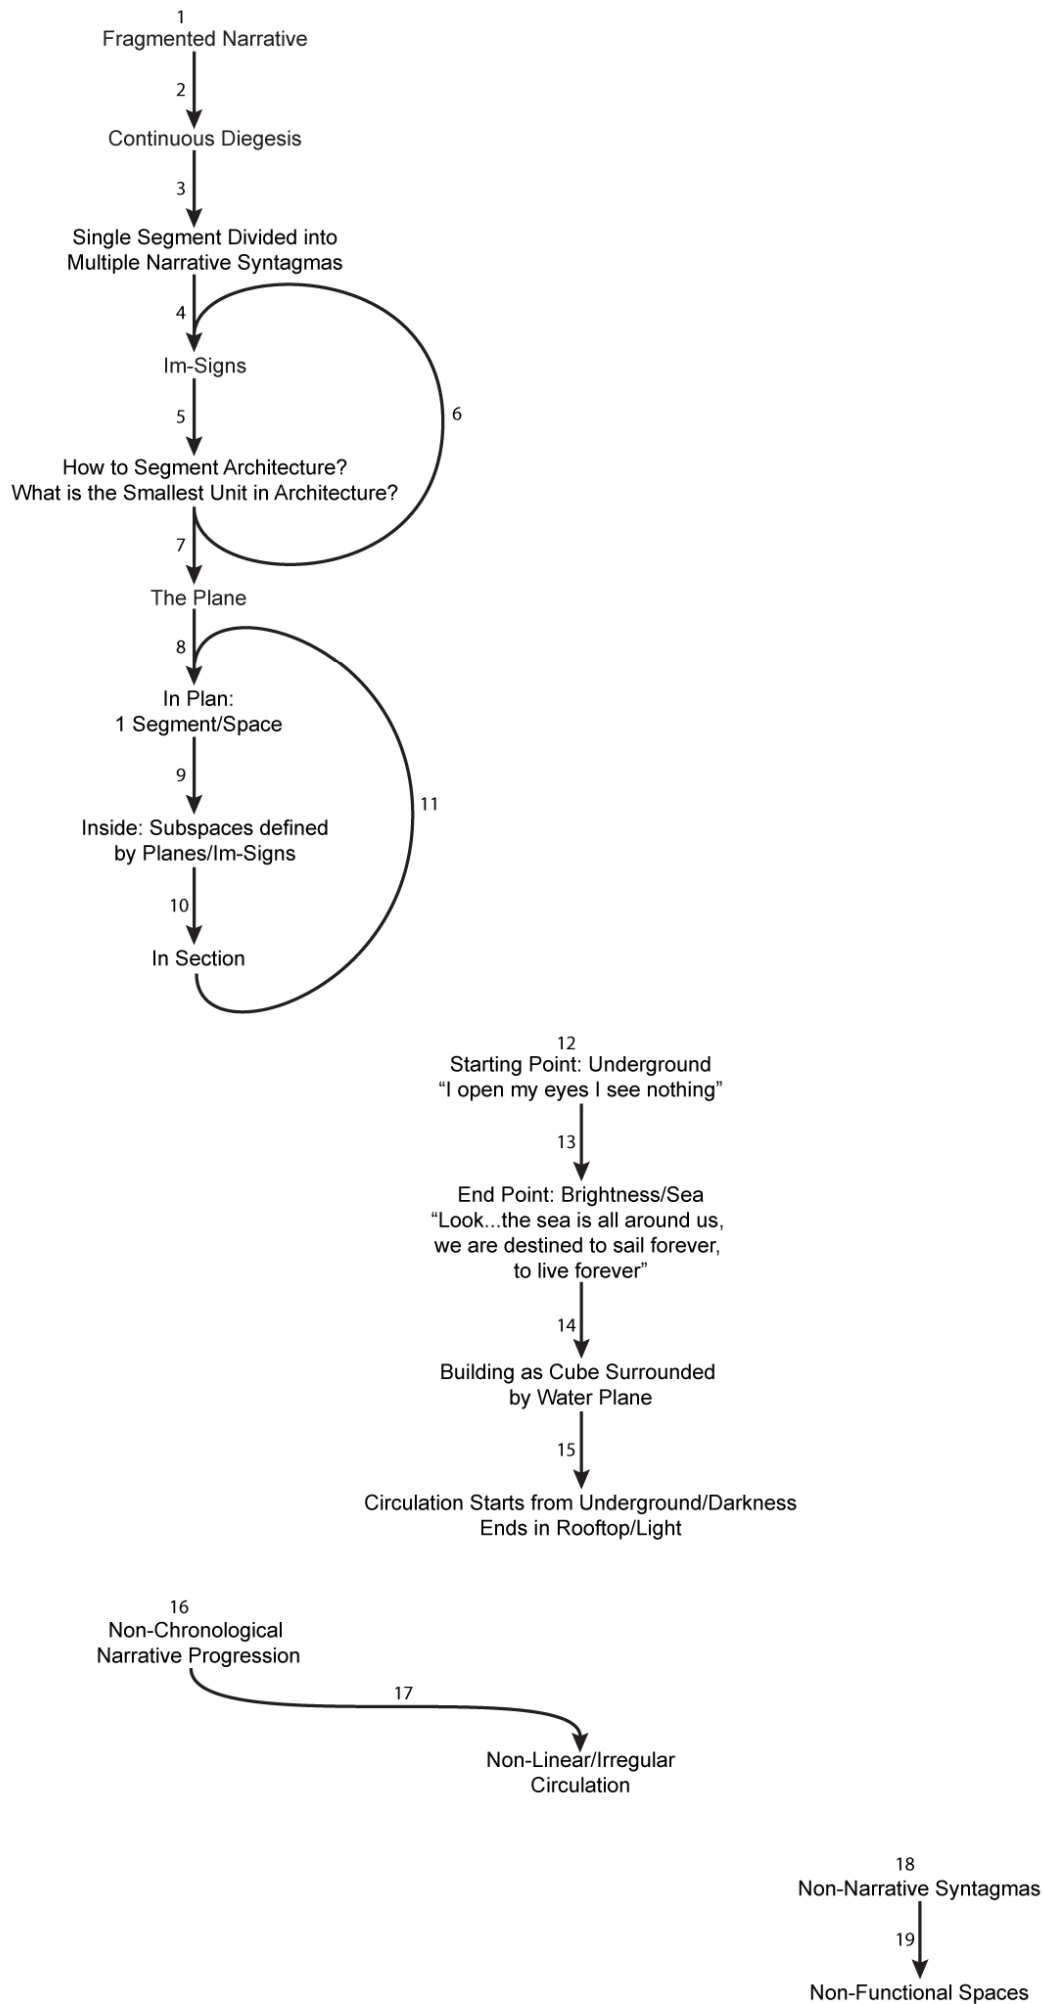 1
Fragmented Narrative
2
Continuous Diegesis
3
Single Segment Divided into
Multiple Narrative Syntagmas
4
Im-Signs
5
6
How to Segment Architecture?
What is the Smallest Unit in Architecture?
7
The Plane
8
In Plan:
1 Segment/Space
9
11
Inside: Subspaces defined
by Planes/Im-Signs
10
In Section
12
Starting Point: Underground
“I open my eyes I see nothing”
13
End Point: Brightness/Sea
“Look...the sea is all around us,
we are destined to sail forever,
to live forever”
14
Building as Cube Surrounded
by Water Plane
15
Circulation Starts from Underground/Darkness
Ends in Rooftop/Light
16
Non-Chronological
Narrative Progression
17
Non-Linear/Irregular
Circulation
18
Non-Narrative Syntagmas
19
Non-Functional Spaces